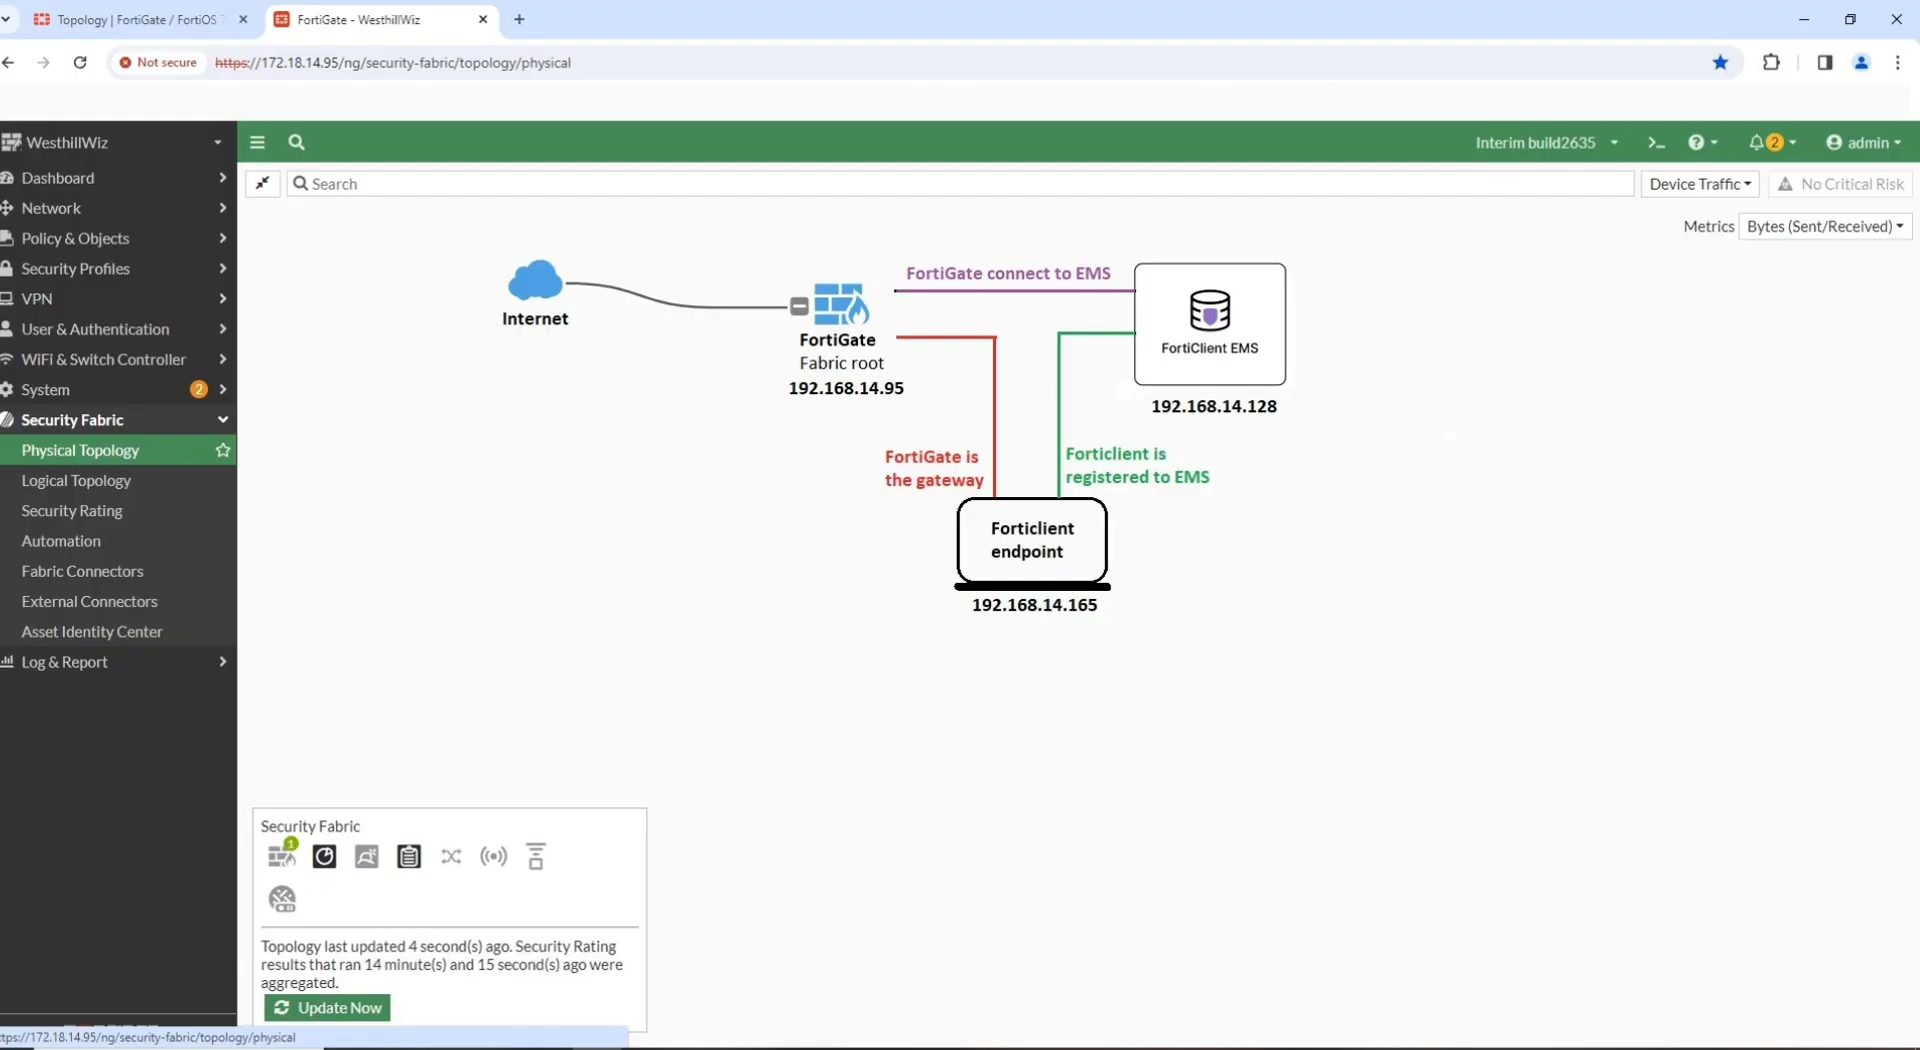 Topology | FortiGate / FortiOS 7
FortiGate - WesthillWiz
Not secure
https://172.18.14.95/ng/security-fabric/topology/physical
WesthillWiz
Interim build2635
>_
2
admin
Dashboard
Network
Policy & Objects
Security Profiles
VPN
User & Authentication
WiFi & Switch Controller
System
2
Security Fabric
Physical Topology
Logical Topology
Security Rating
Automation
Fabric Connectors
External Connectors
Asset Identity Center
Log & Report
Search
Device Traffic
No Critical Risk
Metrics
Bytes (Sent/Received)
Internet
FortiGate
Fabric root
192.168.14.95
FortiGate connect to EMS
FortiClient EMS
192.168.14.128
FortiGate is
the gateway
Forticlient is
registered to EMS
Forticlient
endpoint
192.168.14.165
Security Fabric
1
Topology last updated 4 second(s) ago. Security Rating
results that ran 14 minute(s) and 15 second(s) ago were
aggregated.
Update Now
ttps://172.18.14.95/ng/security-fabric/topology/physical